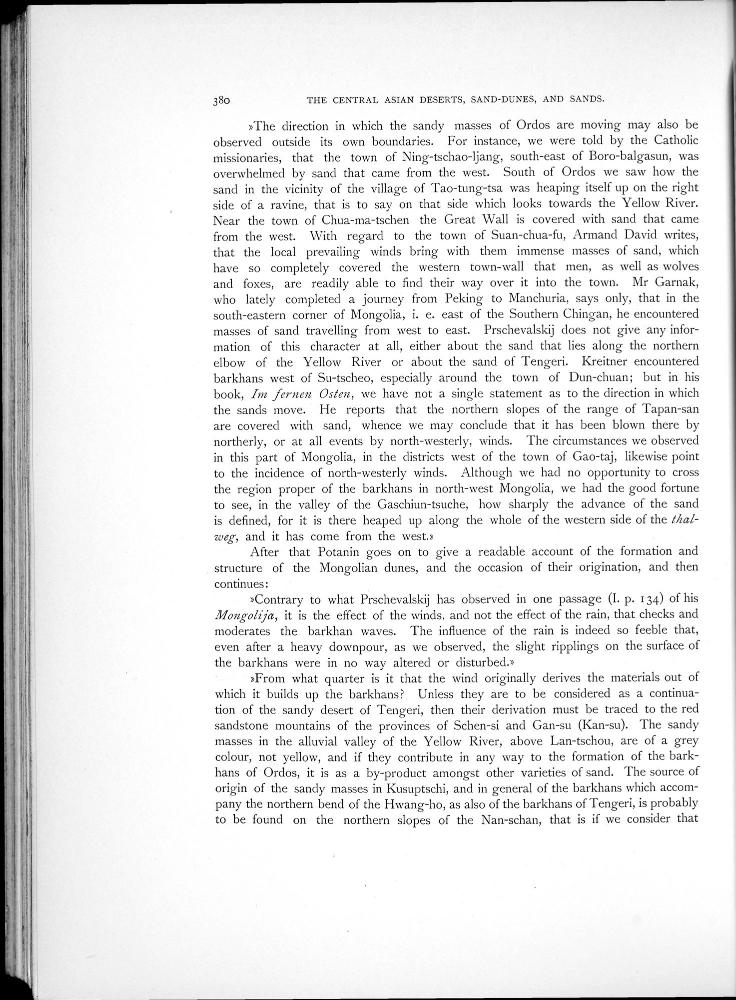 380 THE CENTRAL ASIAN DESERTS, SAND-DUNES, AND SANDS.
»The direction in which the sandy masses of Ordos are moving may also be
observed outside its own boundaries. For instance, we were told by the Catholic
missionaries, that the town of Ning-tschao-ljang, south-east of Boro-balgasun, was
overwhelmed by sand that came from the west. South of Ordos we saw how the
sand in the vicinity of the village of Tao-tung-tsa was heaping itself up on the right
side of a ravine, that is to say on that side which looks towards the Yellow River.
Near the town of Chua-ma-tschen the Great Wall is covered with sand that came
from the west. With regard to the town of Suan-chua-fu, Armand David writes,
that the local prevailing winds bring with them immense masses of sand, which
have so completely covered the western town-wall that men, as well as wolves
and foxes, are readily able to find their way over it into the town. Mr Garnak,
who lately completed a journey from Peking to Manchuria, says only, that in the
south-eastern corner of Mongolia, i. e. east of the Southern Chingan, he encountered
masses of sand travelling from west to east. Prschevalskij does not give any infor-
mation of this character at all, either about the sand that lies along the northern
elbow of the Yellow River or about the sand of Tengeri. Kreitner encountered
barkhans west of Su-tscheo, especially around the town of Dun-chuan; but in his
book, Im fernen Osten, we have not a single statement as to the direction in which
the sands move. He reports that the northern slopes of the range of Tapan-san
are covered with sand, whence we may conclude that it has been blown there by
northerly, or at all events by north-westerly, winds. The circumstances we observed
in this part of Mongolia, in the districts west of the town of Gao-taj, likewise point
to the incidence of north-westerly winds. Although we had no opportunity to cross
the region proper of the barkhans in north-west Mongolia, we had the good fortune
to see, in the valley of the Gaschiun-tsuche, how sharply the advance of the sand
is defined, for it is there heaped up along the whole of the western side of the thal-
weg, and it has come from the west.»
After that Potanin goes on to give a readable account of the formation and
structure of the Mongolian dunes, and the occasion of their origination, and then
continues:
»Contrary to what Prschevalskij has observed in one passage (I. p. 134) of his
Mongolija, it is the effect of the winds, and not the effect of the rain, that checks and
moderates the barkhan waves. The influence of the rain is indeed so feeble that,
even after a heavy downpour, as we observed, the slight ripplings on the surface of
the barkhans were in no way altered or disturbed.»
»From what quarter is it that the wind originally derives the materials out of
which it builds up the barkhans? Unless they are to be considered as a continua-
tion of the sandy desert of Tengeri, then their derivation must be traced to the red
sandstone mountains of the provinces of Schen-si and Gan-su (Kan-su). The sandy
masses in the alluvial valley of the Yellow River, above Lan-tschou, are of a grey
colour, not yellow, and if they contribute in any way to the formation of the bark-
hans of Ordos, it is as a by-product amongst other varieties of sand. The source of
origin of the sandy masses in Kusuptschi, and in general of the barkhans which accom-
pany the northern bend of the Hwang-ho, as also of the barkhans of Tengeri, is probably
to be found on the northern slopes of the Nan-schan, that is if we consider that